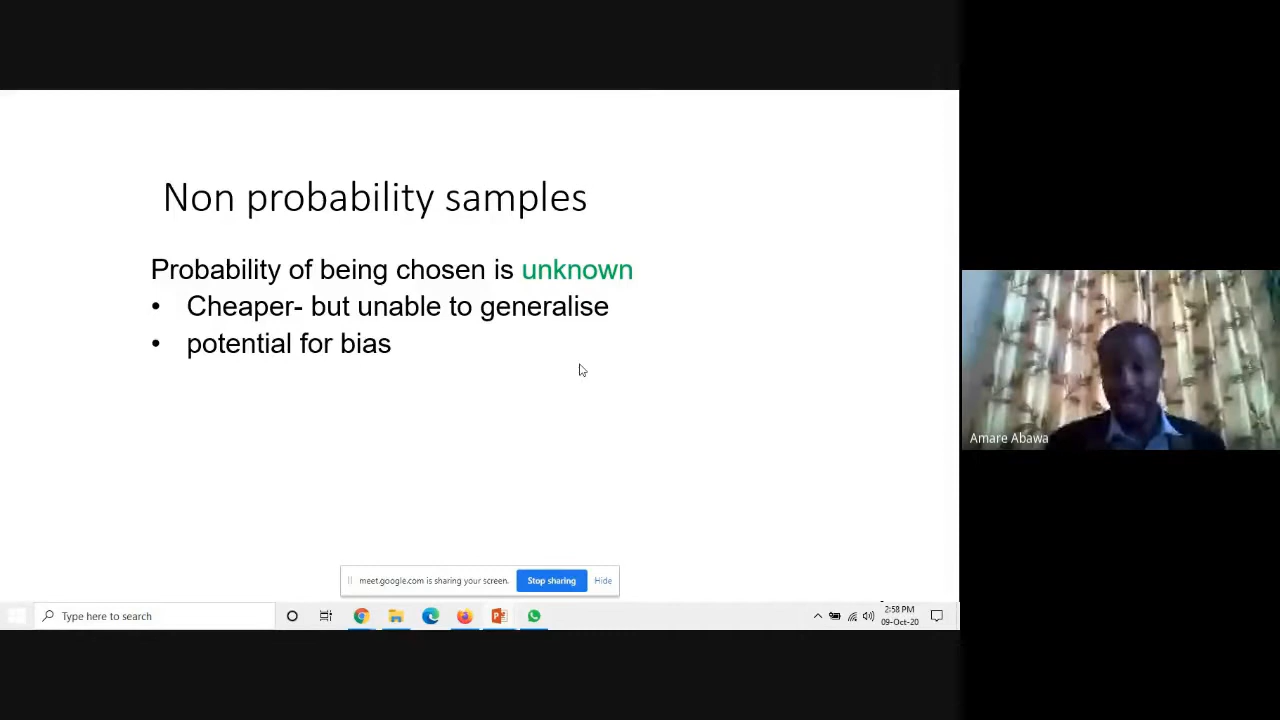 Non probability samples
Probability of being chosen is unknown
• Cheaper- but unable to generalise
• potential for bias
Amare Abawa
meet.google.com is sharing your screen.
Stop sharing
Hide
Type here to search
2:58 PM
09-Oct-20